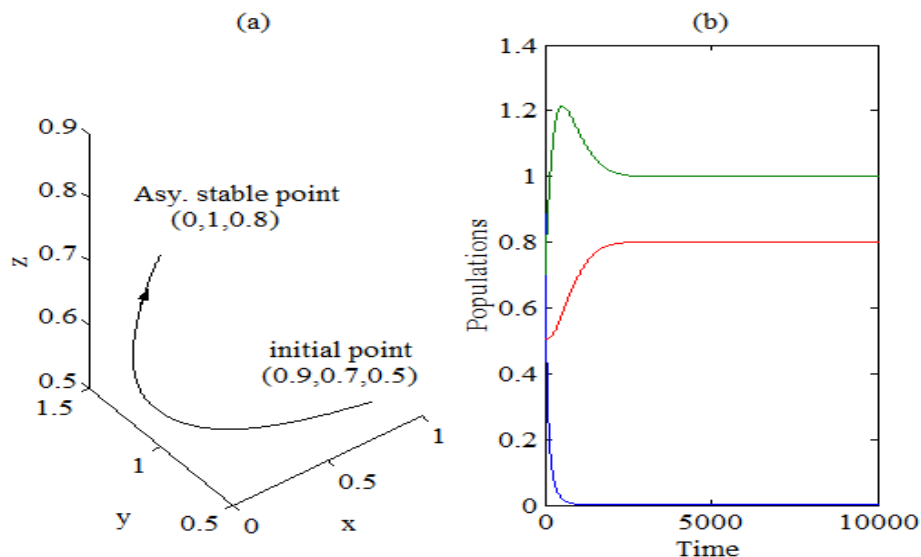 (a)
0.9
0.8
0.7
0.6
0.5
z
Asy. stable point
(0,1,0.8)
initial point
(0.9,0.7,0.5)
1.5
1
0.5
y
0
0.5
1
x
(b)
1.4
1.2
1
0.8
0.6
0.4
0.2
0
Populations
0
5000
10000
Time